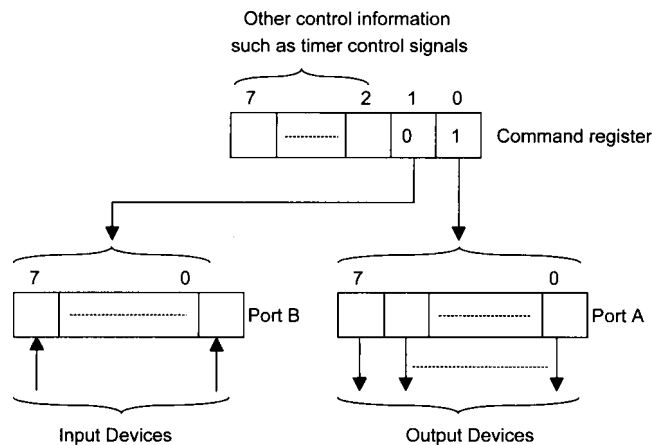 Other control information
such as timer control signals
7 2 1 0
0 1 Command register
7 0
Port B
7 0
Port A
Input Devices
Output Devices